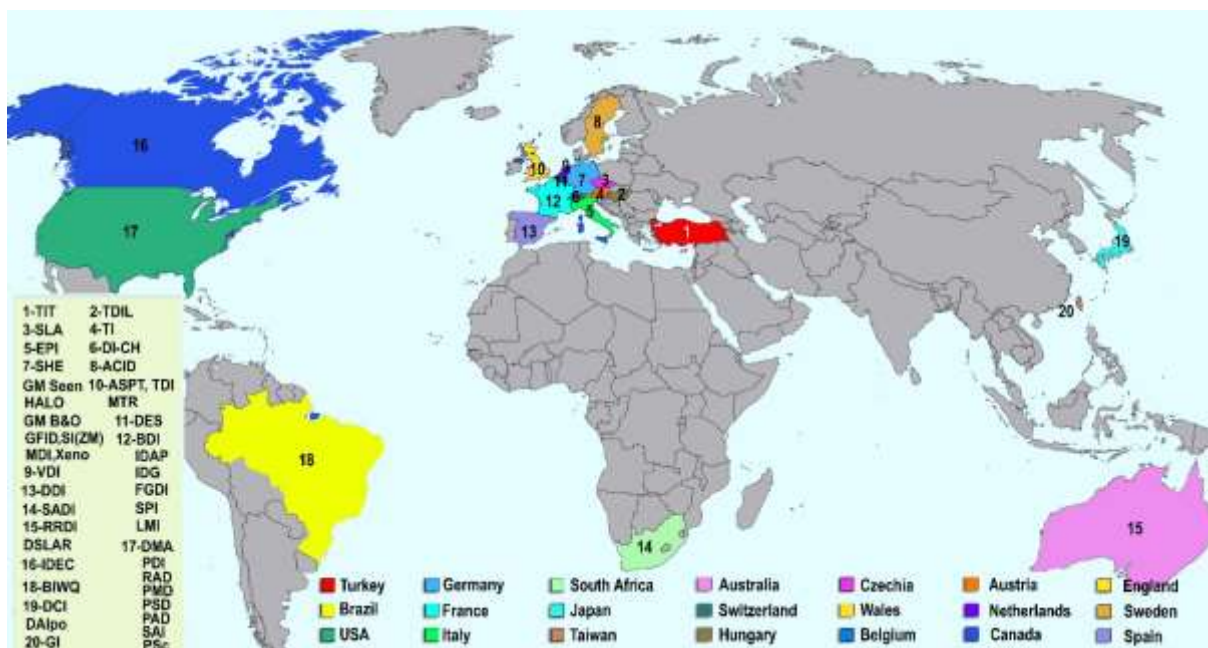 16
17
18
8
10
9
11
7
3
12
6
4
2
5
13
1
19
20
14
15
1-TIT 2-TDIL
3-SLA 4-TI
5-EPI 6-DI-CH
7-SHE 8-ACID
GM Seen 10-ASPT, TDI
HALO MTR
GM B&O 11-DES
GFID,SI(ZM) 12-BDI
MDI,Xeno IDAP
9-VDI IDG
13-DDI FGDI
14-SADI SPI
15-RRDI LMI
DSLAR 17-DMA
16-IDEC PDI
RAD
18-BIWQ PMD
19-DCI PSD
DAIpo PAD
SAI
20-GI PSc
Turkey Germany South Africa Australia Czechia Austria England
Brazil France Japan Switzerland Wales Netherlands Sweden
USA Italy Taiwan Hungary Belgium Canada Spain